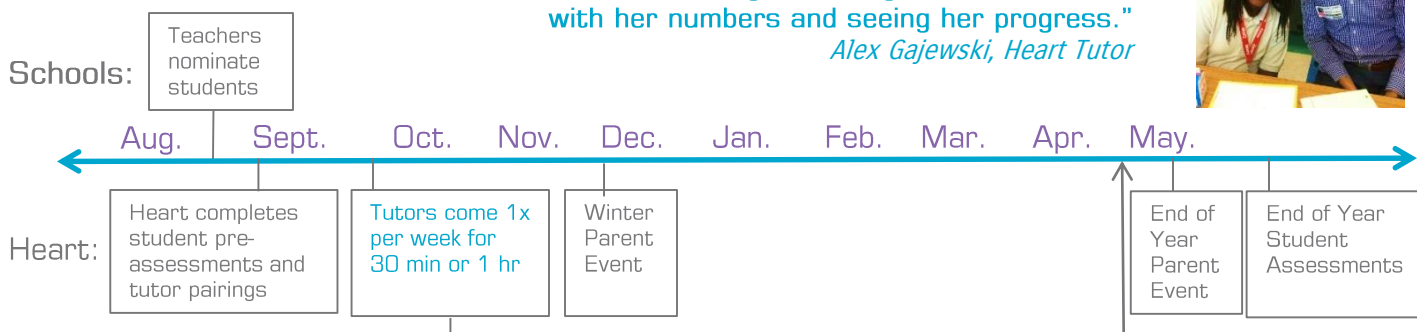 with her numbers and seeing her progress."
Alex Gajewski, Heart Tutor
Schools:
Teachers
nominate
students
Aug. Sept. Oct. Nov. Dec. Jan. Feb. Mar. Apr. May.
Heart:
Heart completes
student pre-
assessments and
tutor pairings
Tutors come 1x
per week for
30 min or 1 hr
Winter
Parent
Event
End of
Year
Parent
Event
End of Year
Student
Assessments